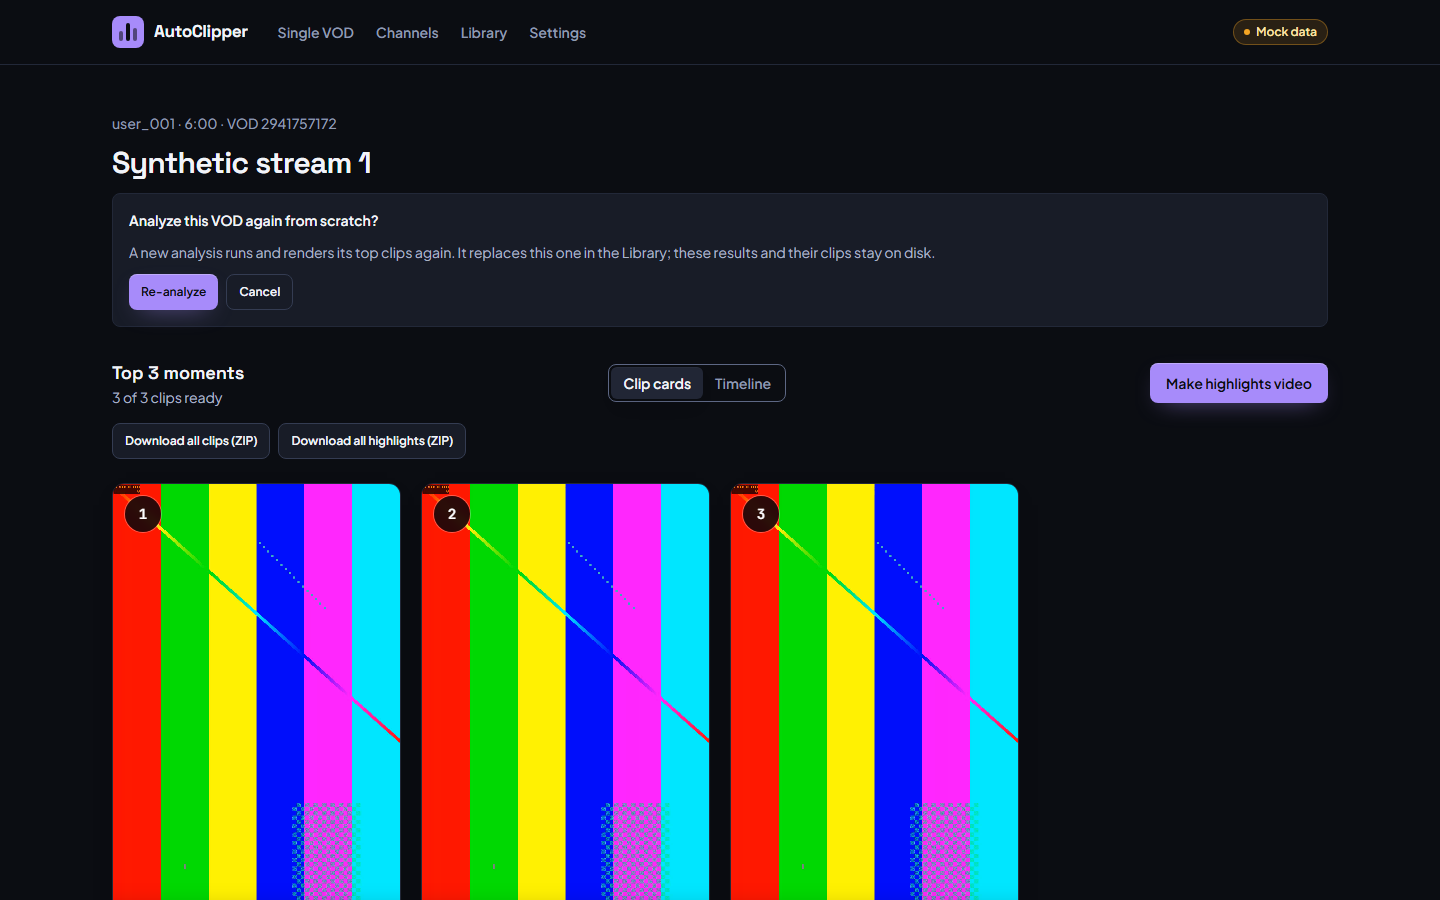 AutoClipper
Single VOD
Channels
Library
Settings
Mock data
user_001 · 6:00 · VOD 2941757172
Synthetic stream 1
Analyze this VOD again from scratch?
A new analysis runs and renders its top clips again. It replaces this one in the Library; these results and their clips stay on disk.
Re-analyze
Cancel
Top 3 moments
3 of 3 clips ready
Clip cards
Timeline
Make highlights video
Download all clips (ZIP)
Download all highlights (ZIP)
1
2
3